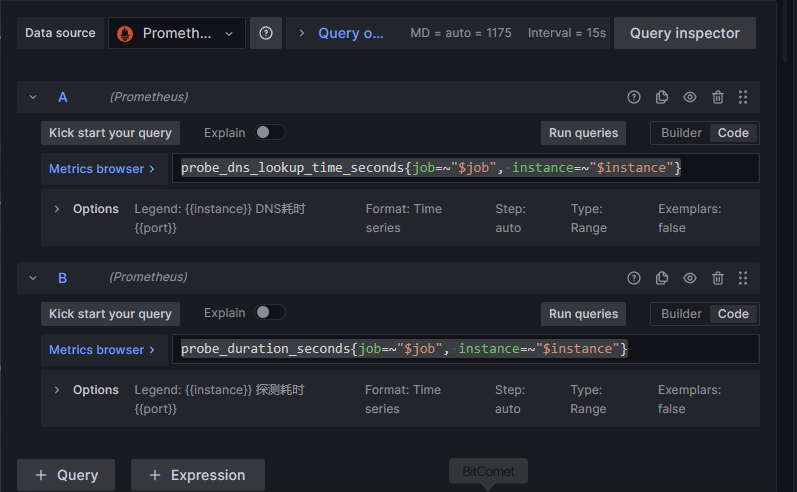 Data source Prometh... Query o... MD = auto = 1175 Interval = 15s Query inspector
A (Prometheus)
Kick start your query Explain Run queries Builder Code
Metrics browser > probe_dns_lookup_time_seconds{job=~"$job", instance=~"$instance"}
Options Legend: {{instance}} DNS耗时 Format: Time Step: Type: Exemplars:
{{port}} series auto Range false
B (Prometheus)
Kick start your query Explain Run queries Builder Code
Metrics browser > probe_duration_seconds{job=~"$job", instance=~"$instance"}
Options Legend: {{instance}} 探测耗时 Format: Time Step: Type: Exemplars:
{{port}} series auto Range false
+ Query + Expression
BitComet